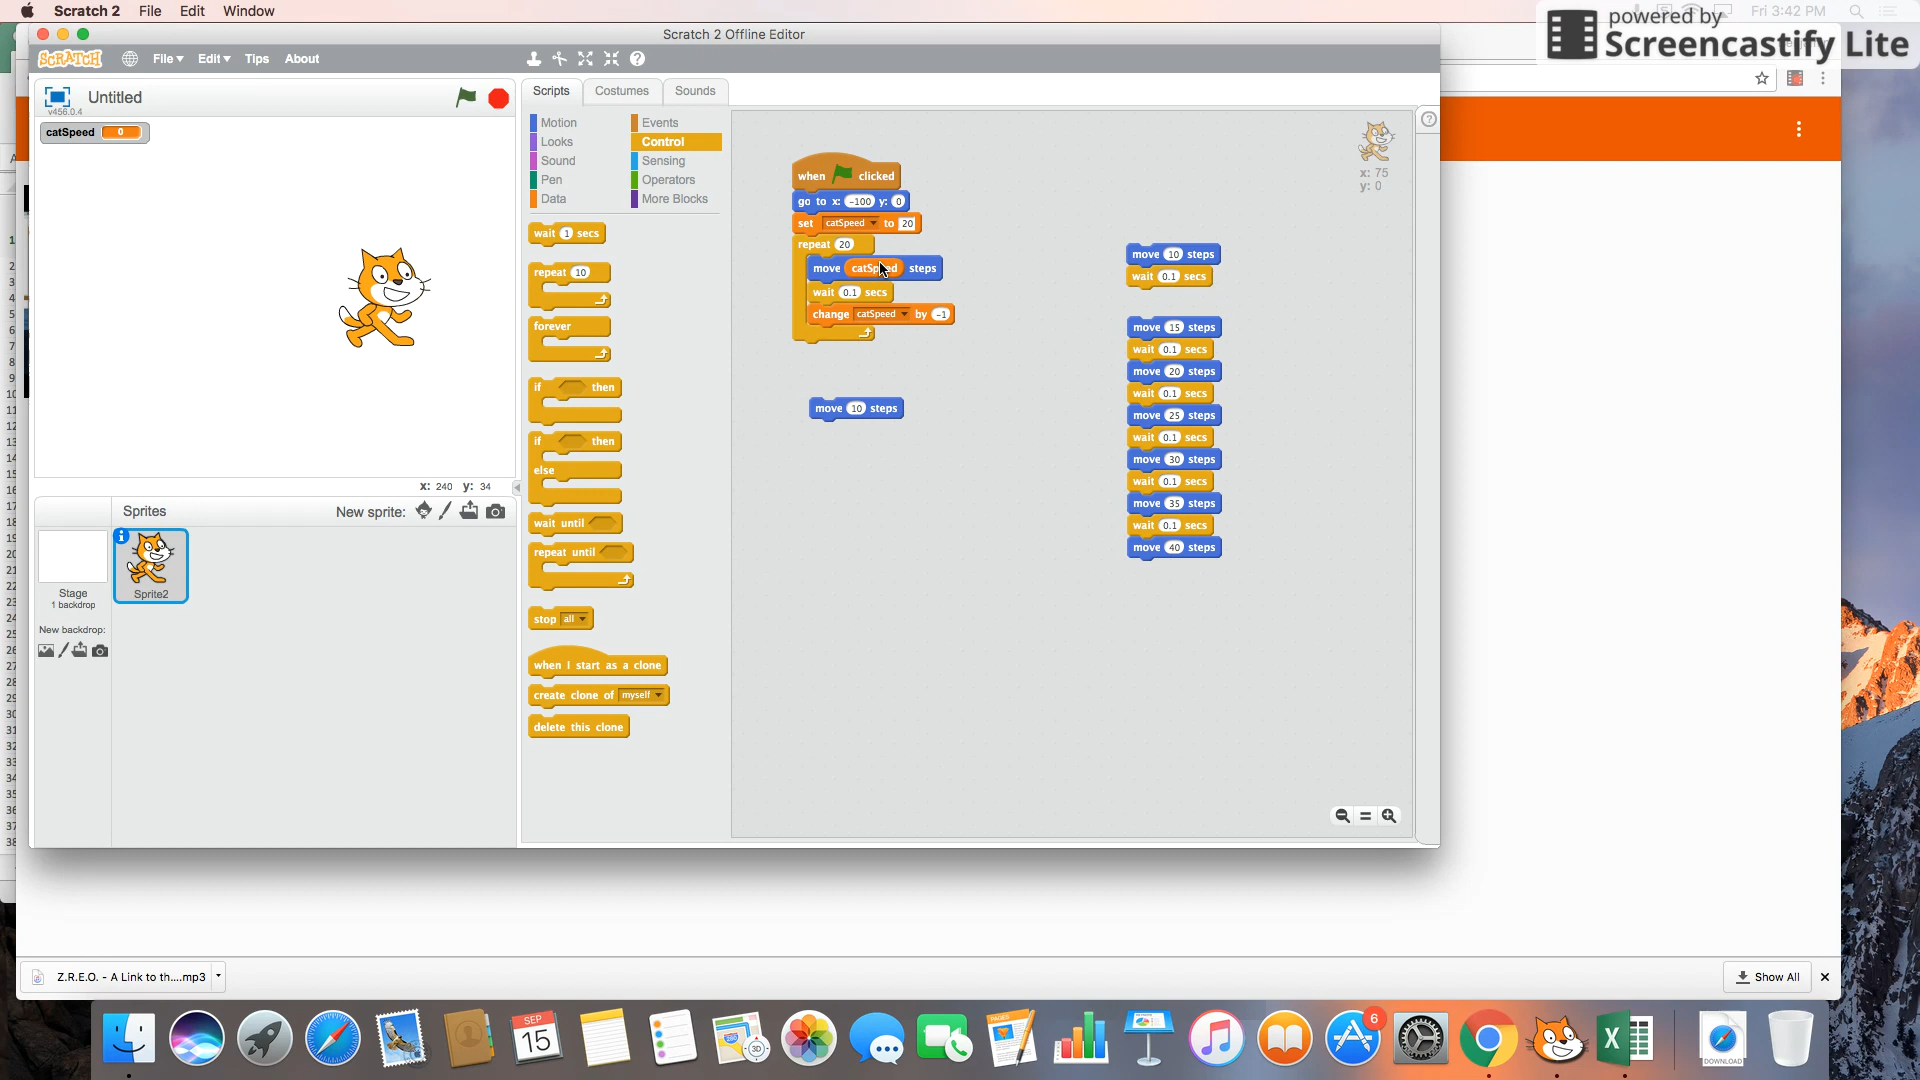 Scratch 2 File Edit Window
Fri 3:42 PM
powered by
Screencastify Lite
Scratch 2 Offline Editor
SCRATCH File Edit Tips About
Untitled
v456.0.4
catSpeed 0
Scripts Costumes Sounds
Motion Events
Looks Control
Sound Sensing
Pen Operators
Data More Blocks
wait 1 secs
repeat 10
forever
if then
if then
else
wait until
repeat until
stop all
when I start as a clone
create clone of myself
delete this clone
when clicked
go to x: -100 y: 0
set catSpeed to 20
repeat 20
move catSpeed steps
wait 0.1 secs
change catSpeed by -1
move 10 steps
move 10 steps
wait 0.1 secs
move 15 steps
wait 0.1 secs
move 20 steps
wait 0.1 secs
move 25 steps
wait 0.1 secs
move 30 steps
wait 0.1 secs
move 35 steps
wait 0.1 secs
move 40 steps
x: 75
y: 0
x: 240 y: 34
Sprites New sprite:
Stage
1 backdrop
Sprite2
New backdrop:
Z.R.E.O. - A Link to th....mp3
Show All
SEP
15
PAGES
3D
6
DOWNLOAD